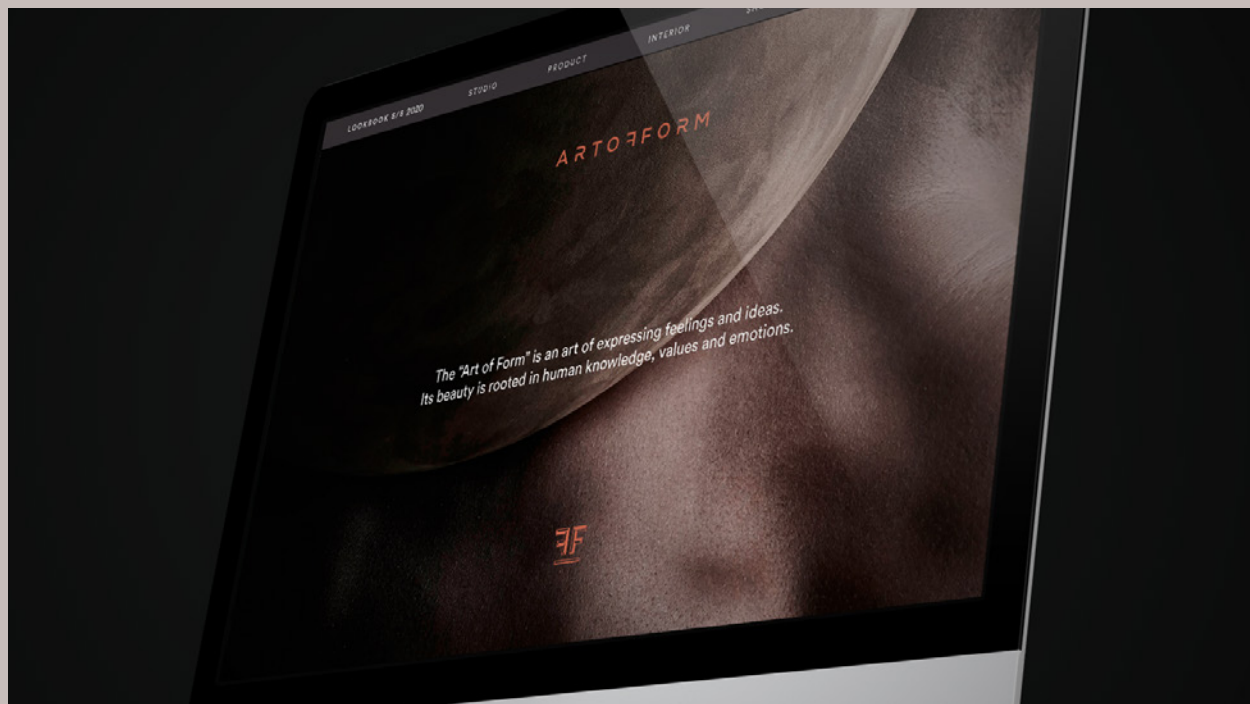 LOOKBOOK S/S 2020 STUDIO PRODUCT INTERIOR
ARTOFFORM
The “Art of Form” is an art of expressing feelings and ideas.
Its beauty is rooted in human knowledge, values and emotions.
FF